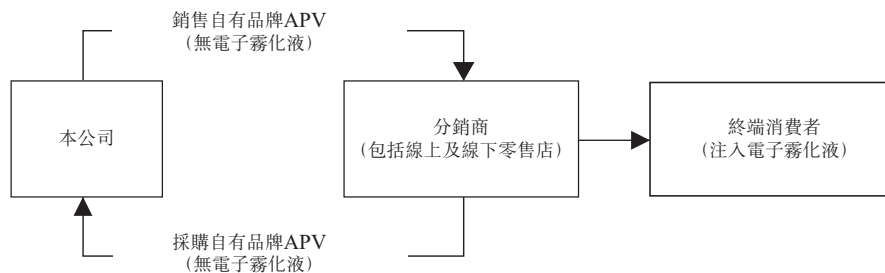 銷售自有品牌APV
（無電子霧化液）
本公司
分銷商
（包括線上及線下零售店）
終端消費者
（注入電子霧化液）
採購自有品牌APV
（無電子霧化液）